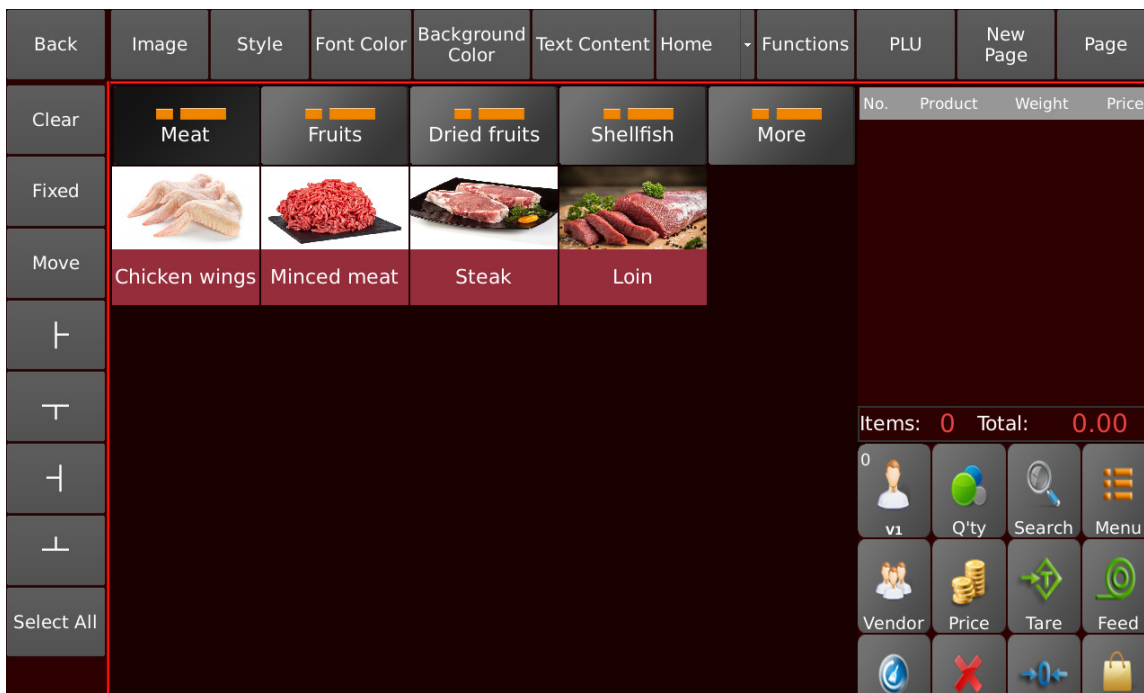 Back
Image
Style
Font Color
Background
Color
Text Content
Home
Functions
PLU
New
Page
Page
Clear
Fixed
Move
Select All
Meat
Fruits
Dried fruits
Shellfish
More
Chicken wings
Minced meat
Steak
Loin
No. Product Weight Price
Items: 0 Total: 0.00
0
V1
Q'ty
Search
Menu
Vendor
Price
Tare
T
Feed
0